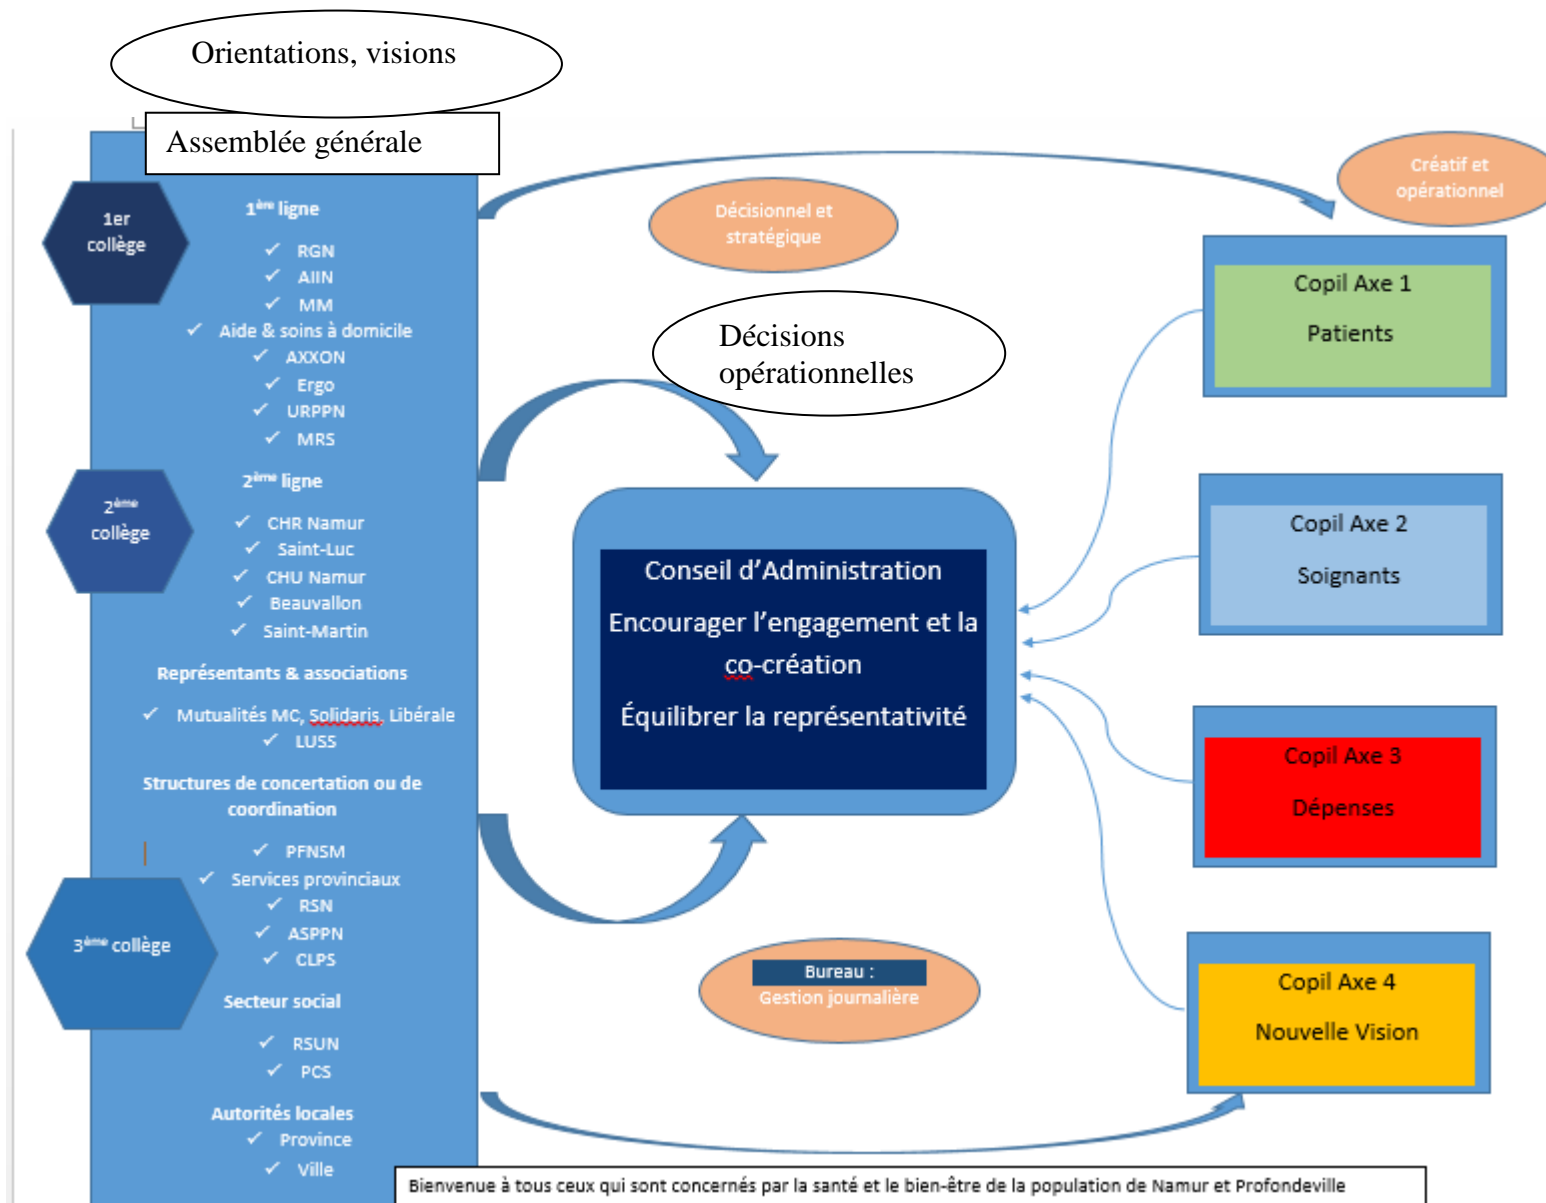 Orientations, visions
Assemblée générale
1er
collège
1ère ligne
✓ RGN
✓ AIIN
✓ MM
✓ Aide & soins à domicile
✓ AXXON
✓ Ergo
✓ URPPN
✓ MRS
2ème
collège
2ème ligne
✓ CHR Namur
✓ Saint-Luc
✓ CHU Namur
✓ Beauvallon
✓ Saint-Martin
Représentants & associations
✓ Mutualités MC, Solidaris, Libérale
✓ LUSS
Structures de concertation ou de
coordination
✓ PFNSM
✓ Services provinciaux
✓ RSN
✓ ASPPN
✓ CLPS
3ème collège
Secteur social
✓ RSUN
✓ PCS
Autorités locales
✓ Province
✓ Ville
Décisionnel et
stratégique
Décisions
opérationnelles
Conseil d’Administration
Encourager l’engagement et la
co-création
Équilibrer la représentativité
Bureau :
Gestion journalière
Créatif et
opérationnel
Copil Axe 1
Patients
Copil Axe 2
Soignants
Copil Axe 3
Dépenses
Copil Axe 4
Nouvelle Vision
Bienvenue à tous ceux qui sont concernés par la santé et le bien-être de la population de Namur et Profondeville